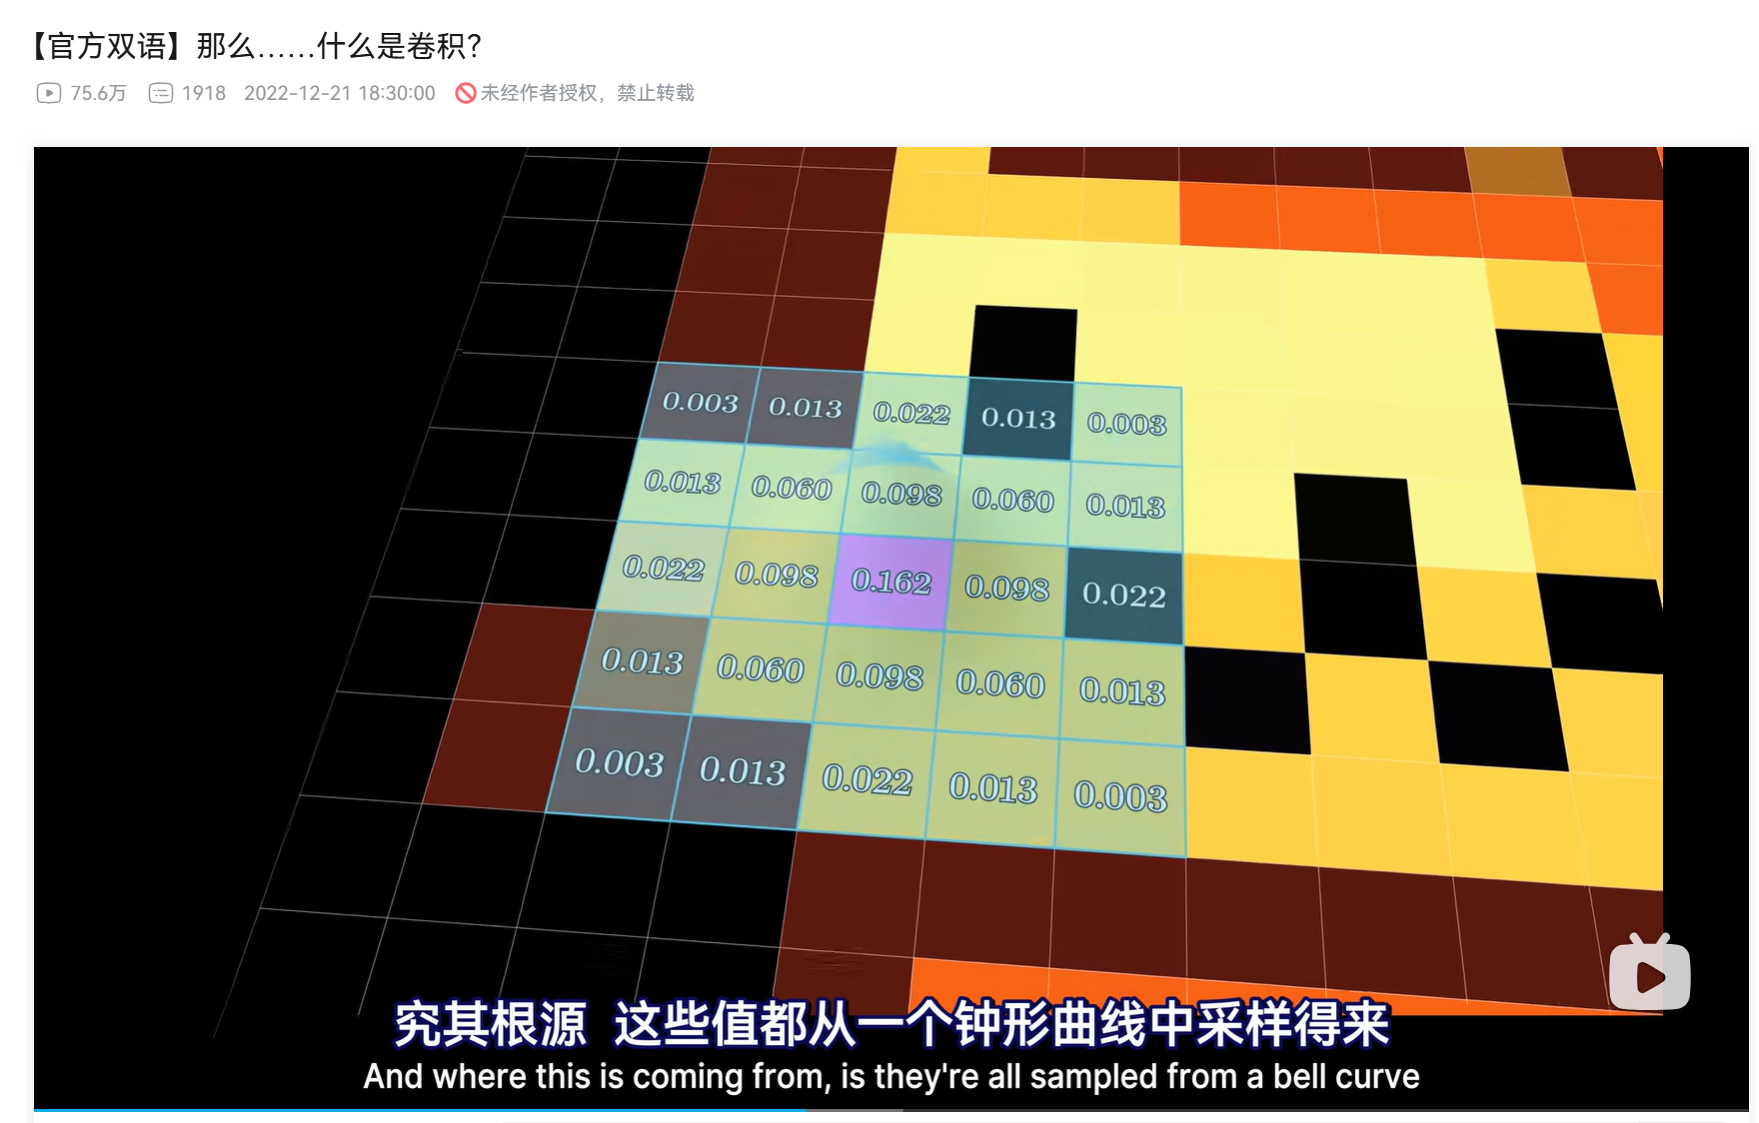 【官方双语】那么……什么是卷积？
75.6万 1918 2022-12-21 18:30:00 未经作者授权，禁止转载
0.003 0.013 0.022 0.013 0.003
0.013 0.060 0.098 0.060 0.013
0.022 0.098 0.162 0.098 0.022
0.013 0.060 0.098 0.060 0.013
0.003 0.013 0.022 0.013 0.003
究其根源 这些值都从一个钟形曲线中采样得来
And where this is coming from, is they're all sampled from a bell curve